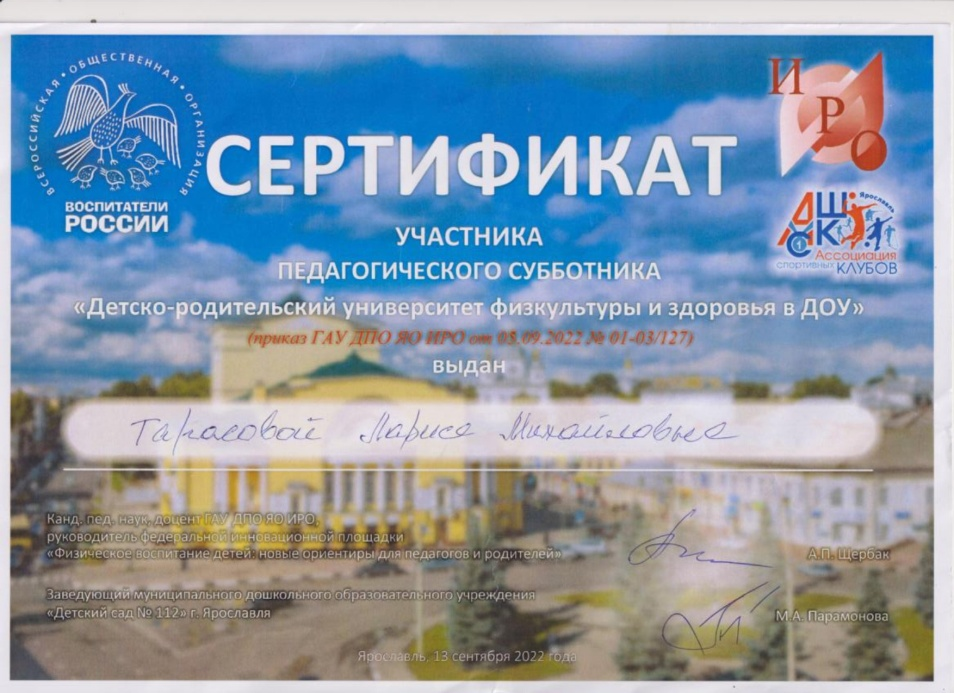 ВСЕРОССИЙСКАЯ • ОБЩЕСТВЕННАЯ • ОРГАНИЗАЦИЯ
ВОСПИТАТЕЛИ
РОССИИ
ИРО
АШСК
Ярославль
Ассоциация
спортивных КЛУБОВ
СЕРТИФИКАТ
УЧАСТНИКА
ПЕДАГОГИЧЕСКОГО СУББОТНИКА
«Детско-родительский университет физкультуры и здоровья в ДОУ»
(приказ ГАУ ДПО ЯО ИРО от 05.09.2022 № 01-03/127)
выдан
Тарасовой Ларисе Михайловне
Канд. пед. наук, доцент ГАУ ДПО ЯО ИРО,
руководитель федеральной инновационной площадки
«Физическое воспитание детей: новые ориентиры для педагогов и родителей»
А.П. Щербак
Заведующий муниципального дошкольного образовательного учреждения
«Детский сад № 112» г. Ярославля
М.А. Парамонова
Ярославль, 13 сентября 2022 года